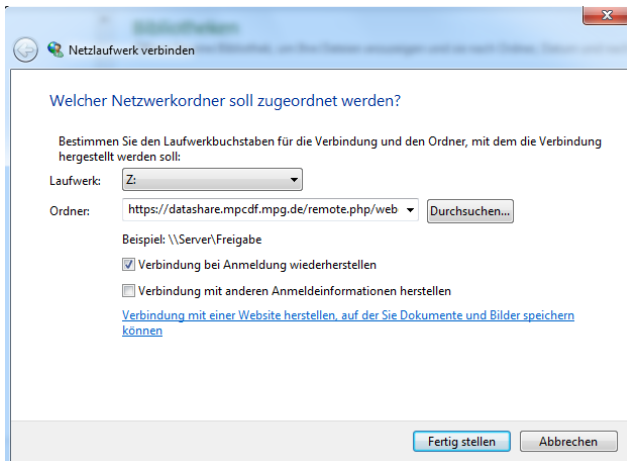 Bibliotheken
Netzlaufwerk verbinden
Welcher Netzwerkordner soll zugeordnet werden?
Bestimmen Sie den Laufwerkbuchstaben für die Verbindung und den Ordner, mit dem die Verbindung
hergestellt werden soll:
Laufwerk: Z:
Ordner: https://datashare.mpcdf.mpg.de/remote.php/web Durchsuchen...
Beispiel: \\Server\Freigabe
Verbindung bei Anmeldung wiederherstellen
Verbindung mit anderen Anmeldeinformationen herstellen
Verbindung mit einer Website herstellen, auf der Sie Dokumente und Bilder speichern
können
Fertig stellen Abbrechen